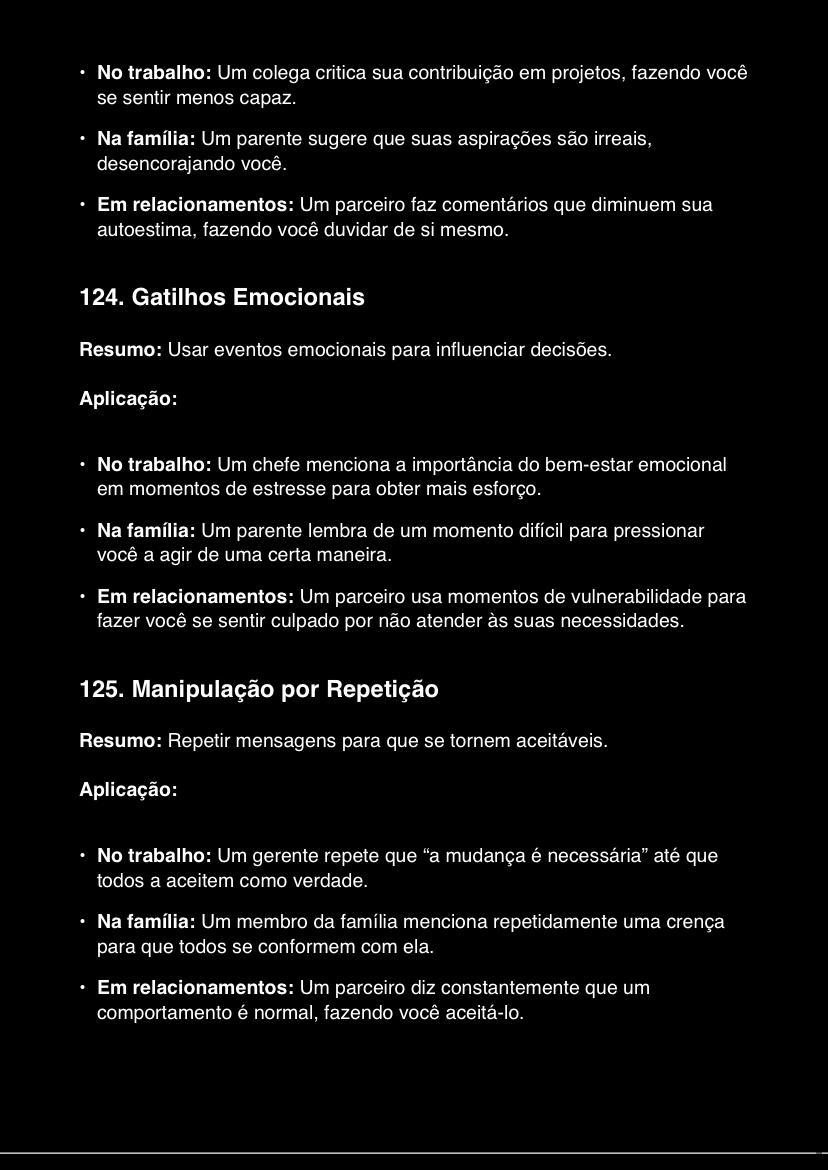 • No trabalho: Um colega critica sua contribuição em projetos, fazendo você
se sentir menos capaz.
• Na família: Um parente sugere que suas aspirações são irreais,
desencorajando você.
• Em relacionamentos: Um parceiro faz comentários que diminuem sua
autoestima, fazendo você duvidar de si mesmo.
124. Gatilhos Emocionais
Resumo: Usar eventos emocionais para influenciar decisões.
Aplicação:
• No trabalho: Um chefe menciona a importância do bem-estar emocional
em momentos de estresse para obter mais esforço.
• Na família: Um parente lembra de um momento difícil para pressionar
você a agir de uma certa maneira.
• Em relacionamentos: Um parceiro usa momentos de vulnerabilidade para
fazer você se sentir culpado por não atender às suas necessidades.
125. Manipulação por Repetição
Resumo: Repetir mensagens para que se tornem aceitáveis.
Aplicação:
• No trabalho: Um gerente repete que “a mudança é necessária” até que
todos a aceitem como verdade.
• Na família: Um membro da família menciona repetidamente uma crença
para que todos se conformem com ela.
• Em relacionamentos: Um parceiro diz constantemente que um
comportamento é normal, fazendo você aceitá-lo.